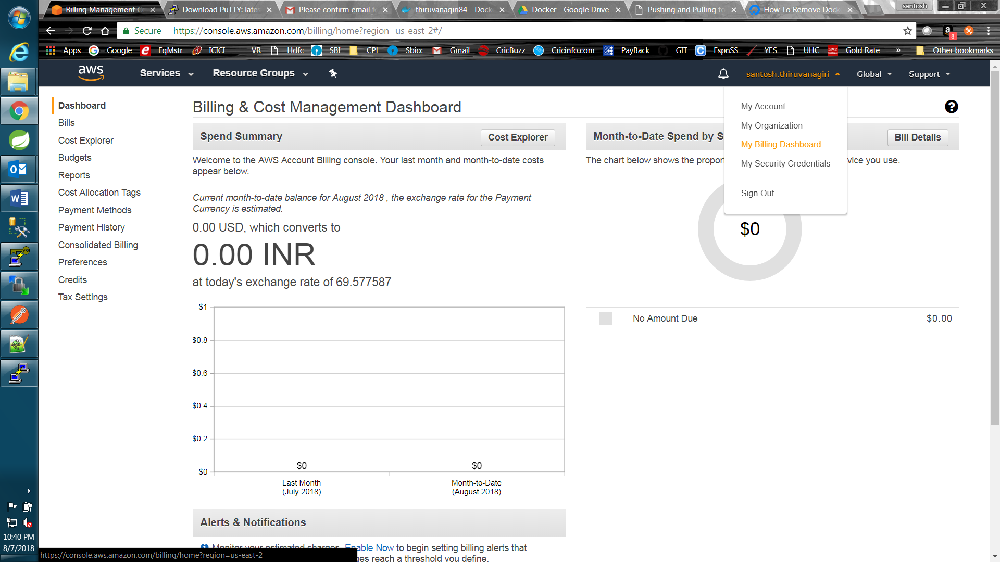 Billing Management C
Download PuTTY: lates
Please confirm email f
thiruvanagiri84 - Dock
Docker - Google Drive
Pushing and Pulling to
How To Remove Dock
santosh
Secure
https://console.aws.amazon.com/billing/home?region=us-east-2#/
8
Apps
Google
EqMstr
ICICI
VR
Hdfc
SBI
CPL
Sbicc
Gmail
CricBuzz
Cricinfo.com
PayBack
GIT
EspnSS
YES
UHC
LIVE
Gold Rate
»
Other bookmarks
aws
Services
Resource Groups
santosh.thiruvanagiri
Global
Support
My Account
My Organization
My Billing Dashboard
My Security Credentials
Sign Out
Dashboard
Bills
Cost Explorer
Budgets
Reports
Cost Allocation Tags
Payment Methods
Payment History
Consolidated Billing
Preferences
Credits
Tax Settings
Billing & Cost Management Dashboard
Spend Summary
Cost Explorer
Welcome to the AWS Account Billing console. Your last month and month-to-date costs
appear below.
Current month-to-date balance for August 2018 , the exchange rate for the Payment
Currency is estimated.
0.00 USD, which converts to
0.00 INR
at today's exchange rate of 69.577587
$1
$0.8
$0.6
$0.4
$0.2
$0
$0
$0
Last Month
(July 2018)
Month-to-Date
(August 2018)
Month-to-Date Spend by S
Bill Details
The chart below shows the propor
vice you use.
$0
No Amount Due
$0.00
Alerts & Notifications
Monitor your estimated charges. Enable Now to begin setting billing alerts that
ges reach a threshold you define.
https://console.aws.amazon.com/billing/home?region=us-east-2
10:40 PM
8/7/2018